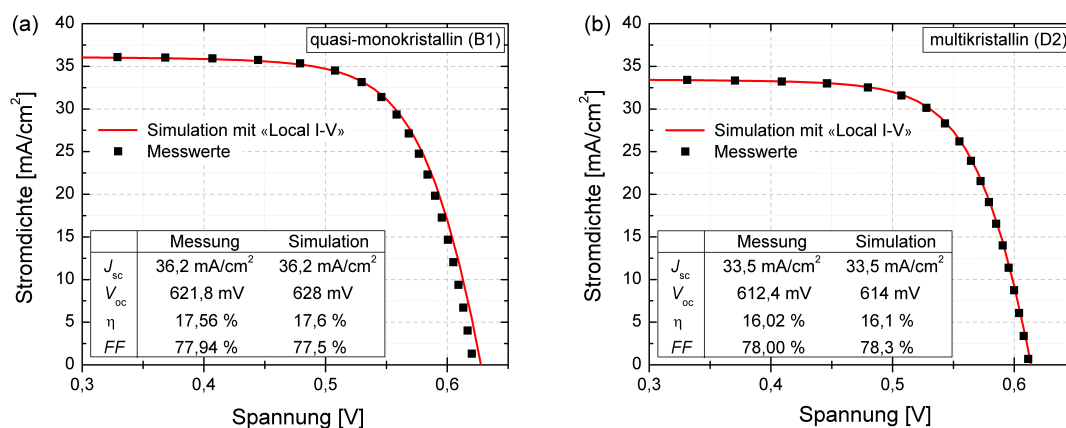 (a)
quasi-monokristallin (B1)
Stromdichte [mA/cm²]
40
35
30
25
20
15
10
5
0
Simulation mit «Local I-V»
Messwerte
Messung Simulation
Jsc 36,2 mA/cm² 36,2 mA/cm²
Voc 621,8 mV 628 mV
η 17,56 % 17,6 %
FF 77,94 % 77,5 %
0,3 0,4 0,5 0,6
Spannung [V]
(b)
multikristallin (D2)
Stromdichte [mA/cm²]
40
35
30
25
20
15
10
5
0
Simulation mit «Local I-V»
Messwerte
Messung Simulation
Jsc 33,5 mA/cm² 33,5 mA/cm²
Voc 612,4 mV 614 mV
η 16,02 % 16,1 %
FF 78,00 % 78,3 %
0,3 0,4 0,5 0,6
Spannung [V]